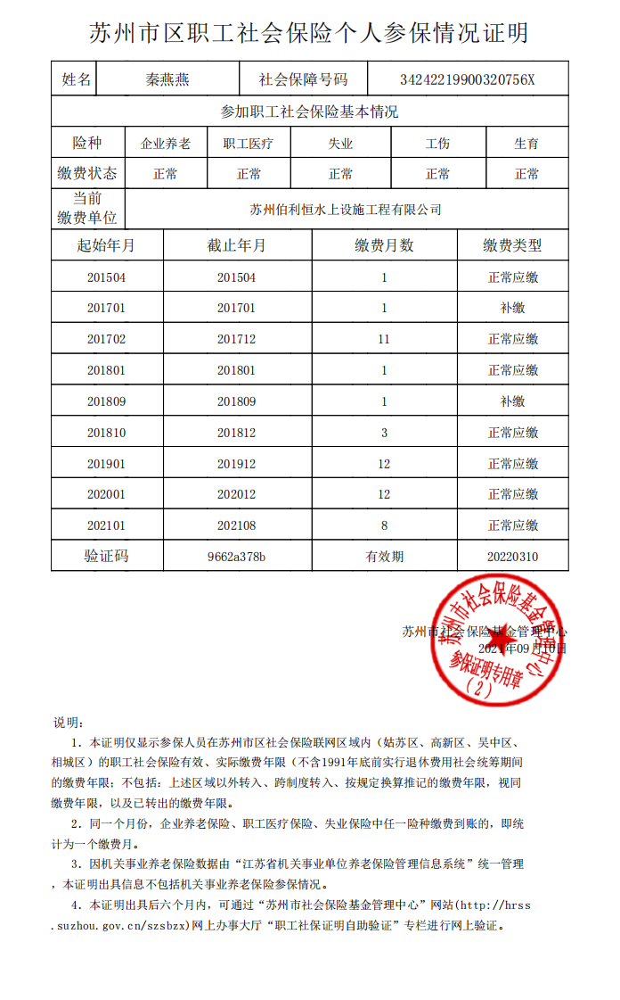 苏州市区职工社会保险个人参保情况证明
姓名 秦燕燕 社会保障号码 34242219900320756X
参加职工社会保险基本情况
险种 企业养老 职工医疗 失业 工伤 生育
缴费状态 正常 正常 正常 正常 正常
当前
缴费单位 苏州伯利恒水上设施工程有限公司
起始年月 截止年月 缴费月数 缴费类型
201504 201504 1 正常应缴
201701 201701 1 补缴
201702 201712 11 正常应缴
201801 201801 1 正常应缴
201809 201809 1 补缴
201810 201812 3 正常应缴
201901 201912 12 正常应缴
202001 202012 12 正常应缴
202101 202108 8 正常应缴
验证码 9662a378b 有效期 20220310
苏州市社会保险基金管理中心
2021年09月10日
苏州市社会保险基金管理中心
参保证明专用章
(2)
说明：
1．本证明仅显示参保人员在苏州市区社会保险联网区域内（姑苏区、高新区、吴中区、
相城区）的职工社会保险有效、实际缴费年限（不含1991年底前实行退休费用社会统筹期间
的缴费年限；不包括：上述区域以外转入、跨制度转入、按规定换算推记的缴费年限，视同
缴费年限，以及已转出的缴费年限。
2．同一个月份，企业养老保险、职工医疗保险、失业保险中任一险种缴费到账的，即统
计为一个缴费月。
3．因机关事业养老保险数据由“江苏省机关事业单位养老保险管理信息系统”统一管理
，本证明出具信息不包括机关事业养老保险参保情况。
4．本证明出具后六个月内，可通过“苏州市社会保险基金管理中心”网站(http://hrss
.suzhou.gov.cn/szsbzx)网上办事大厅“职工社保证明自助验证”专栏进行网上验证。